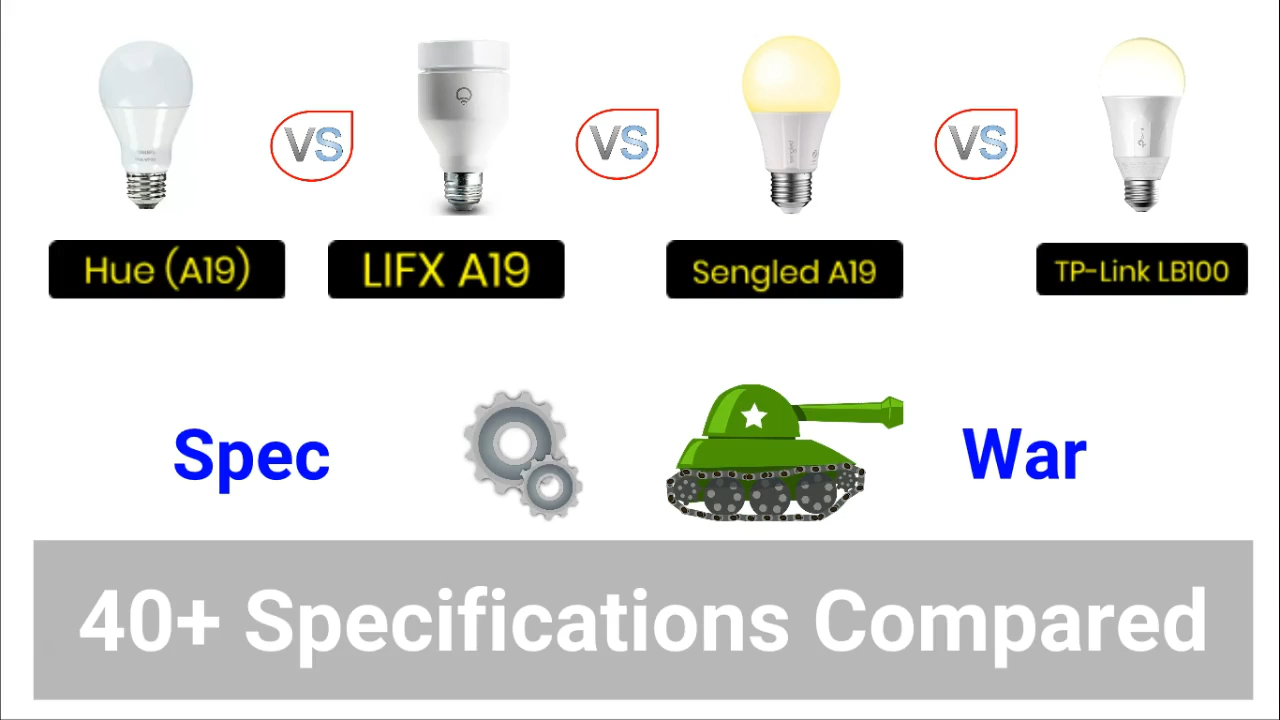 VS VS VS
Hue (A19) LIFX A19 Sengled A19 TP-Link LB100
Spec War
40+ Specifications Compared